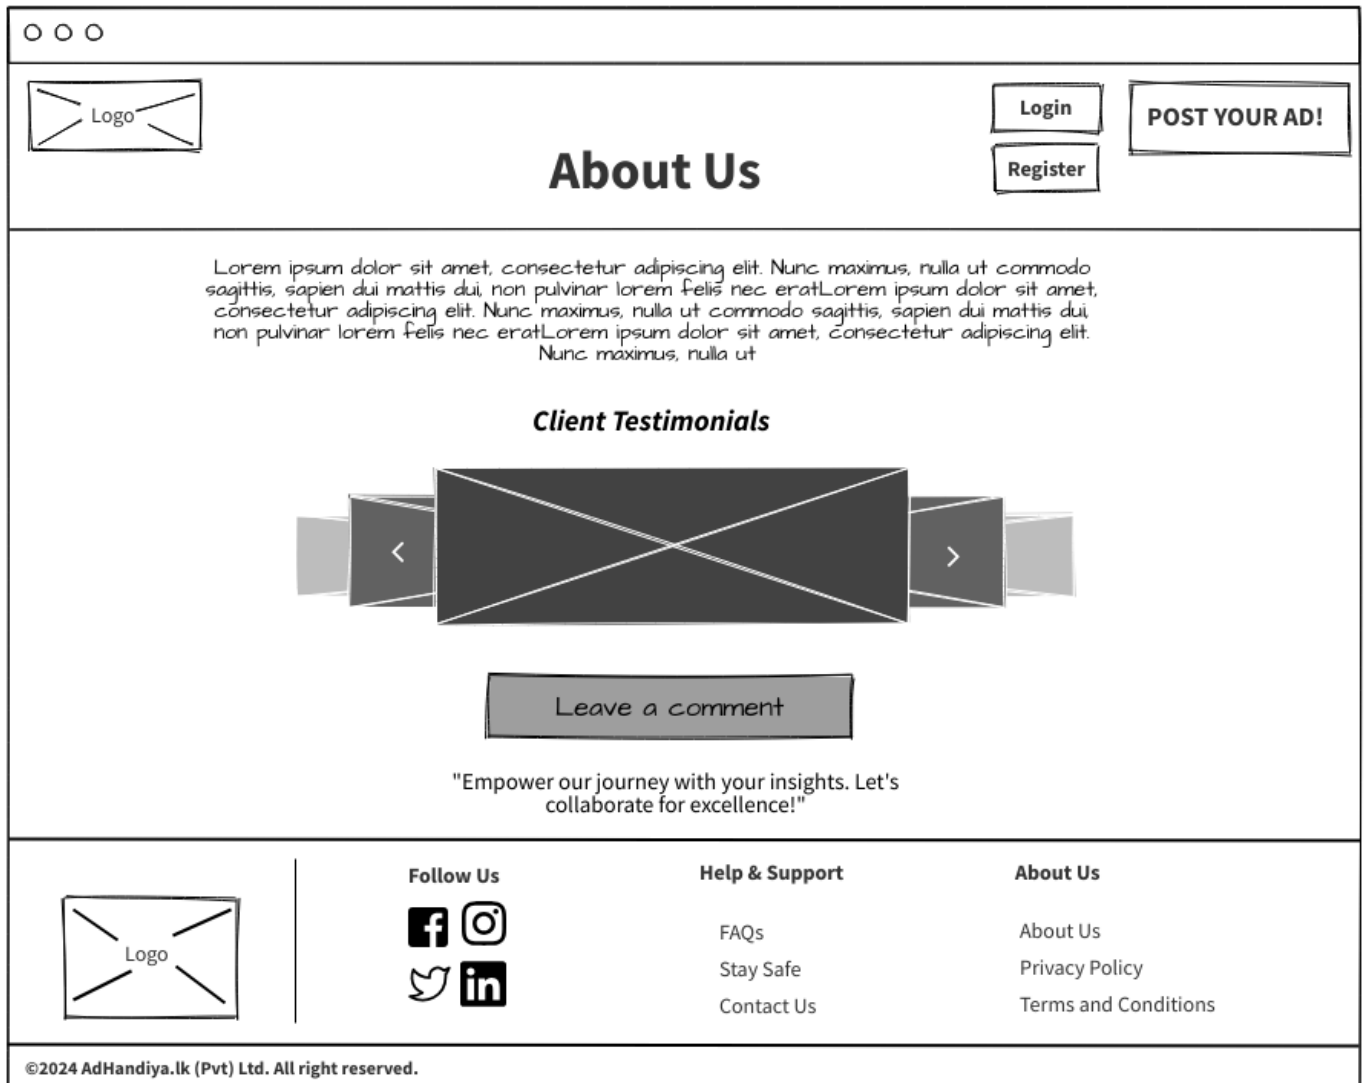 Logo
Login
POST YOUR AD!
Register
About Us
Lorem ipsum dolor sit amet, consectetur adipiscing elit. Nunc maximus, nulla ut commodo
sagittis, sapien dui mattis dui, non pulvinar lorem felis nec eratLorem ipsum dolor sit amet,
consectetur adipiscing elit. Nunc maximus, nulla ut commodo sagittis, sapien dui mattis dui,
non pulvinar lorem felis nec eratLorem ipsum dolor sit amet, consectetur adipiscing elit.
Nunc maximus, nulla ut
Client Testimonials
Leave a comment
"Empower our journey with your insights. Let's
collaborate for excellence!"
Logo
Follow Us
in
Help & Support
FAQs
Stay Safe
Contact Us
About Us
About Us
Privacy Policy
Terms and Conditions
©2024 AdHandiya.lk (Pvt) Ltd. All right reserved.